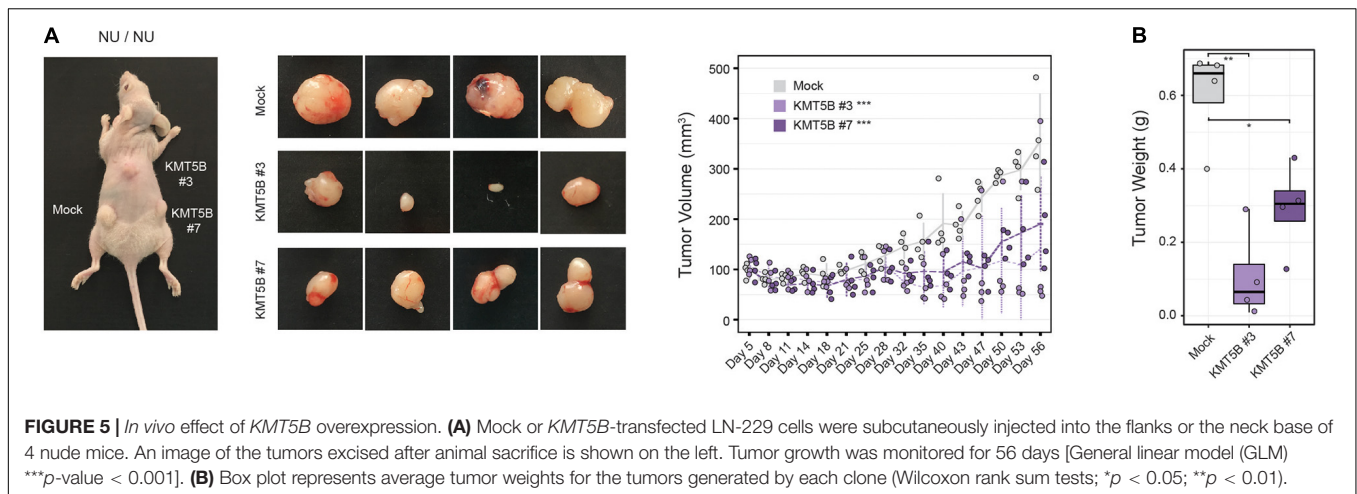 A
NU / NU
Mock
KMT5B
#3
KMT5B
#7
Mock
KMT5B #3
KMT5B #7
Tumor Volume (mm³)
500
400
300
200
100
0
Mock
KMT5B #3 ***
KMT5B #7 ***
Day 5
Day 8
Day 11
Day 14
Day 18
Day 21
Day 25
Day 28
Day 32
Day 35
Day 40
Day 43
Day 47
Day 50
Day 53
Day 56
B
Tumor Weight (g)
0.6
0.4
0.2
0.0
**
*
Mock
KMT5B #3
KMT5B #7
FIGURE 5 | In vivo effect of KMT5B overexpression. (A) Mock or KMT5B-transfected LN-229 cells were subcutaneously injected into the flanks or the neck base of
4 nude mice. An image of the tumors excised after animal sacrifice is shown on the left. Tumor growth was monitored for 56 days [General linear model (GLM)
***p-value < 0.001]. (B) Box plot represents average tumor weights for the tumors generated by each clone (Wilcoxon rank sum tests; *p < 0.05; **p < 0.01).